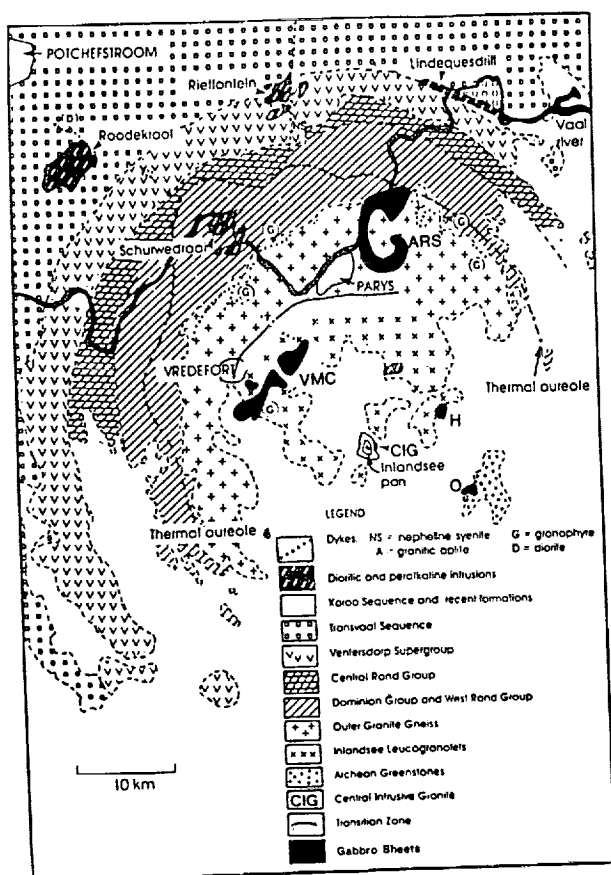 POTCHEFSTROOM
Lindequesdrift
Rietfontein
(D)
D
Vaal
river
Roodekraal
(G)
(G)
Schurwedraai
ARS
(G)
(G)
PARYS
VREDEFORT
VMC
Thermal aureole
(G)
H
CIG
Inlandsee
pan
O
LEGEND
Thermal aureole
Dykes NS = nepheline syenite G = granophyre
A = granitic aplite D = diorite
Dioritic and peralkaline intrusions
Karoo Sequence and recent formations
Transvaal Sequence
Ventersdorp Supergroup
Central Rand Group
Dominion Group and West Rand Group
Outer Granite Gneiss
Inlandsee Leucogranofels
Archean Greenstones
10 km
CIG Central Intrusive Granite
Transition Zone
Gabbro Sheets